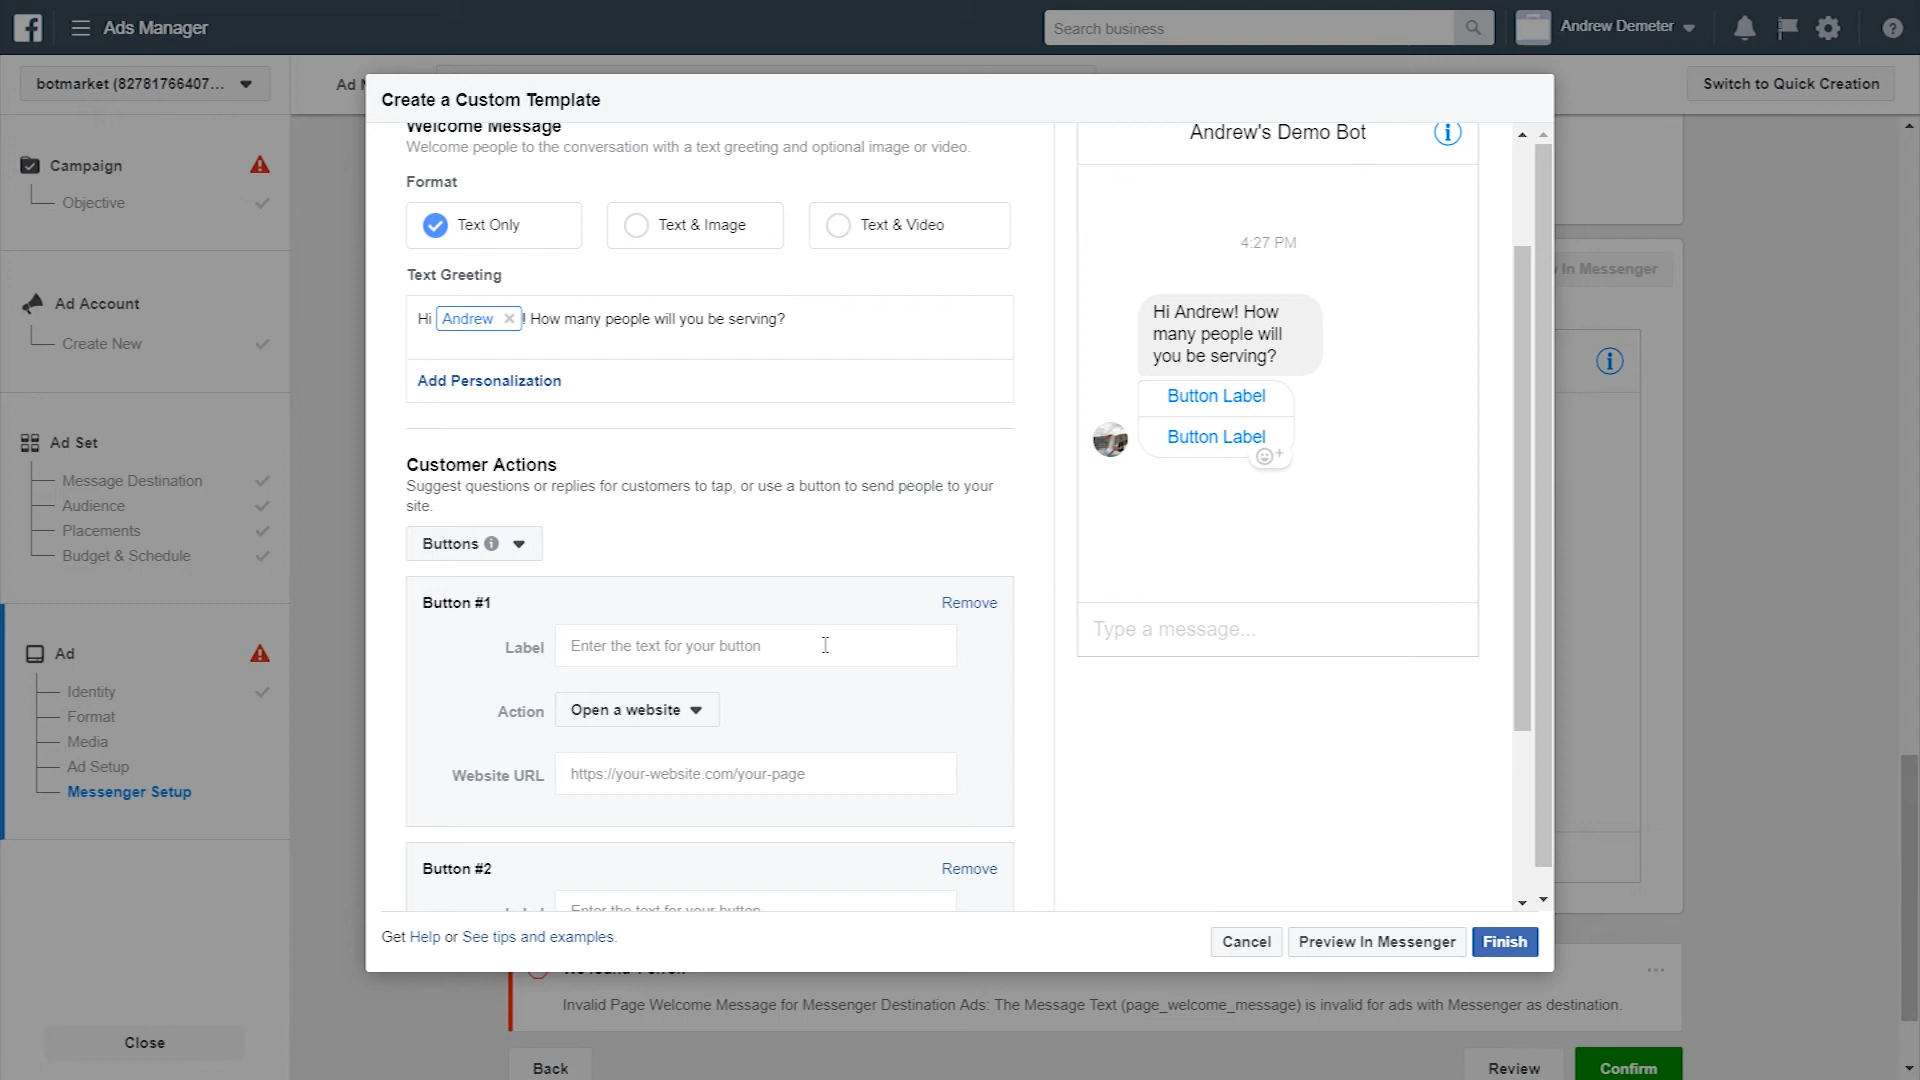 Ads Manager
Search business
Andrew Demeter
botmarket (82781766407...
Ad M
Switch to Quick Creation
Campaign
Objective
Ad Account
Create New
Ad Set
Message Destination
Audience
Placements
Budget & Schedule
Ad
Identity
Format
Media
Ad Setup
Messenger Setup
Close
Create a Custom Template
Welcome Message
Welcome people to the conversation with a text greeting and optional image or video.
Format
Text Only
Text & Image
Text & Video
Text Greeting
Hi Andrew ! How many people will you be serving?
Add Personalization
Customer Actions
Suggest questions or replies for customers to tap, or use a button to send people to your
site.
Buttons
Button #1
Remove
Label
Enter the text for your button
Action
Open a website
Website URL
https://your-website.com/your-page
Button #2
Remove
Label
Enter the text for your button
Get Help or See tips and examples.
Cancel
Preview In Messenger
Finish
Andrew's Demo Bot
4:27 PM
Hi Andrew! How
many people will
you be serving?
Button Label
Button Label
Type a message...
In Messenger
Invalid Page Welcome Message for Messenger Destination Ads: The Message Text (page_welcome_message) is invalid for ads with Messenger as destination.
Back
Review
Confirm